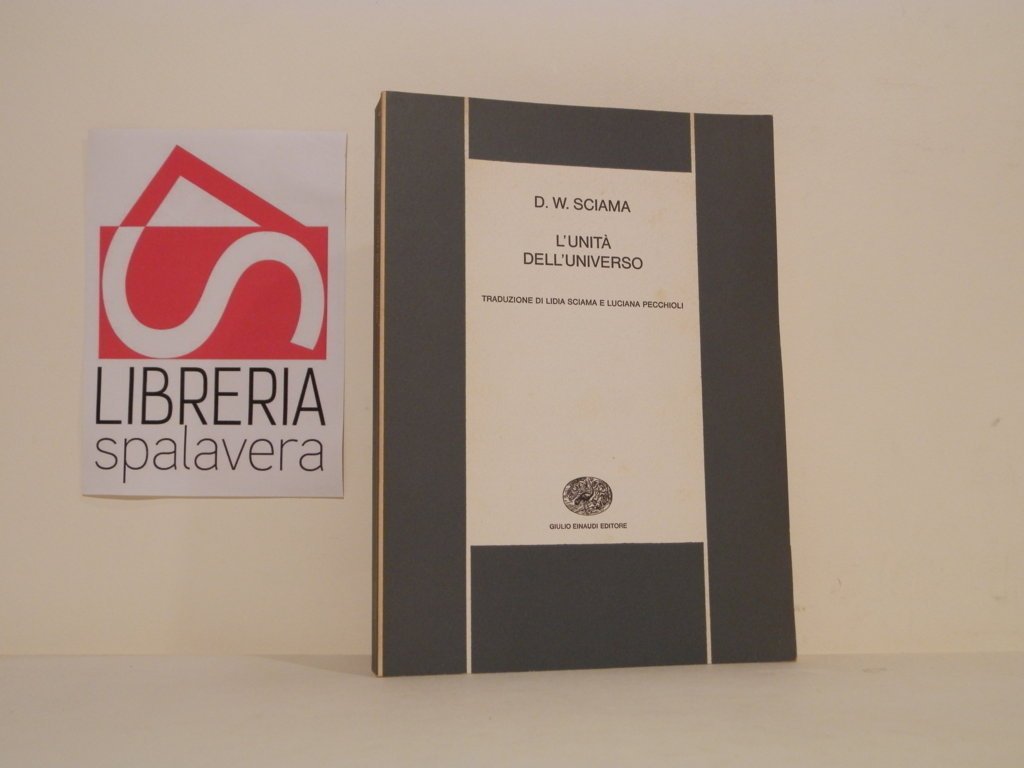 LIBRERIA
spalavera
D. W. SCIAMA
L'UNITÀ
DELL'UNIVERSO
TRADUZIONE DI LIDIA SCIAMA E LUCIANA PECCHIOLI
GIULIO EINAUDI EDITORE